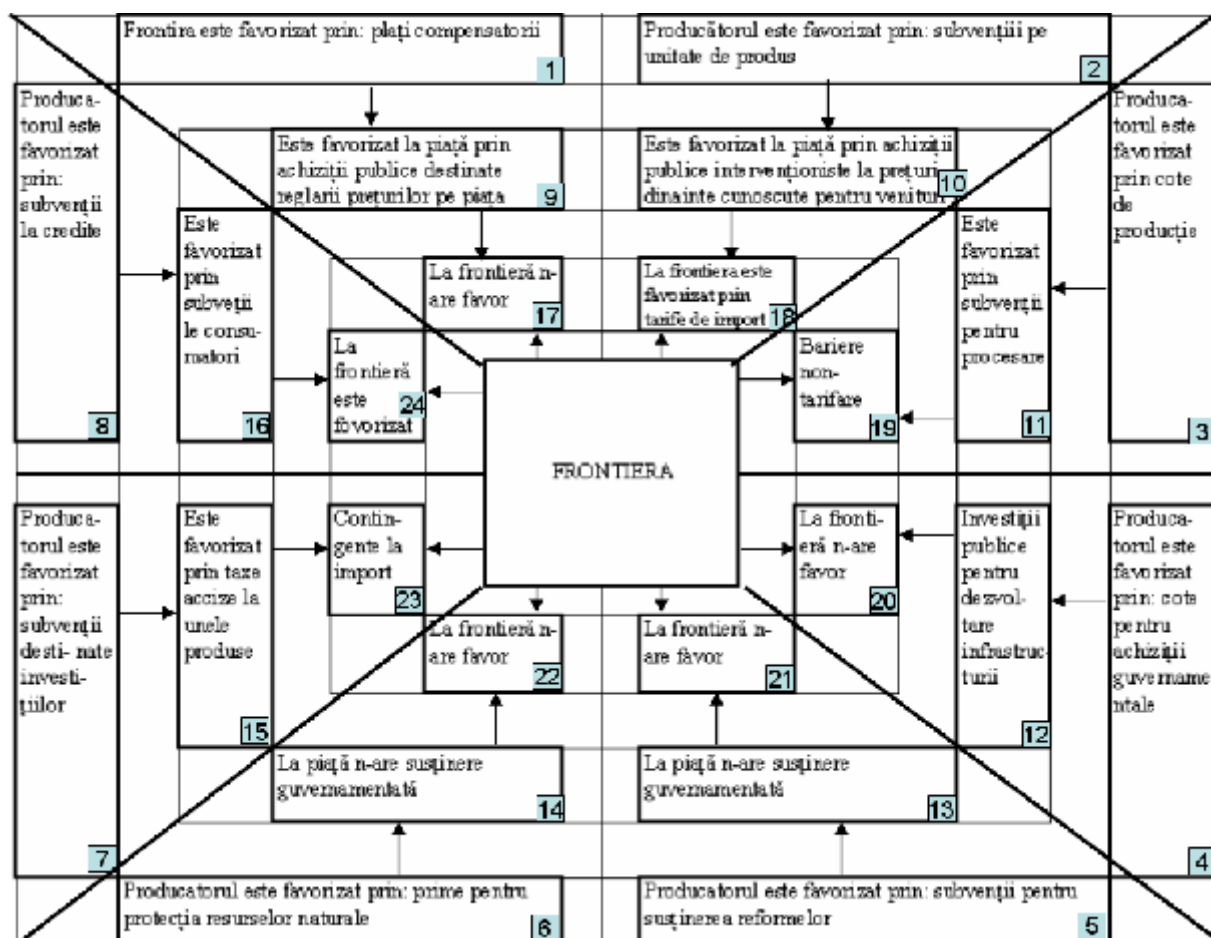 Frontira este favorizat prin: plați compensatorii
1
Producătorul este favorizat prin: subvențiii pe
unitate de produs
2
Produca-
torul este
favorizat
prin cote
de
producție
3
Produca-
torul este
favorizat
prin: cote
pentru
achiziții
guvername-
ntale
4
Producatorul este favorizat prin: subvenții pentru
susținerea reformelor
5
Producatorul este favorizat prin: prime pentru
protecția resurselor naturale
6
Produca-
torul este
favorizat
prin:
subvenții
desti- nate
investi-
țiilor
7
Produca-
torul este
favorizat
prin:
subvenții
la credite
8
Este favorizat la piață prin
achiziții publice destinate
reglarii prețurilor pe piața
9
Este favorizat la piață prin achiziții
publice intervenționiste la prețuri
dinainte cunoscute pentru venituri
10
Este
favorizat
prin
subvenții
pentru
procesare
11
Investiții
publice
pentru
dezvol-
tare
infrastruc-
turii
12
La piață n-are susținere
guvernamentată
13
La piață n-are susținere
guvernamentată
14
Este
favorizat
prin taxe
accize la
unele
produse
15
Este
favorizat
prin
subveții
le consu-
matori
16
La frontieră n-
are favor
17
La frontiera este
favorizat prin
tarife de import
18
Bariere
non-
tarifare
19
La fronti-
eră n-are
favor
20
La frontieră n-
are favor
21
La frontieră n-
are favor
22
Contin-
gente la
import
23
La
frontieră
este
fovorizat
24
FRONTIERA